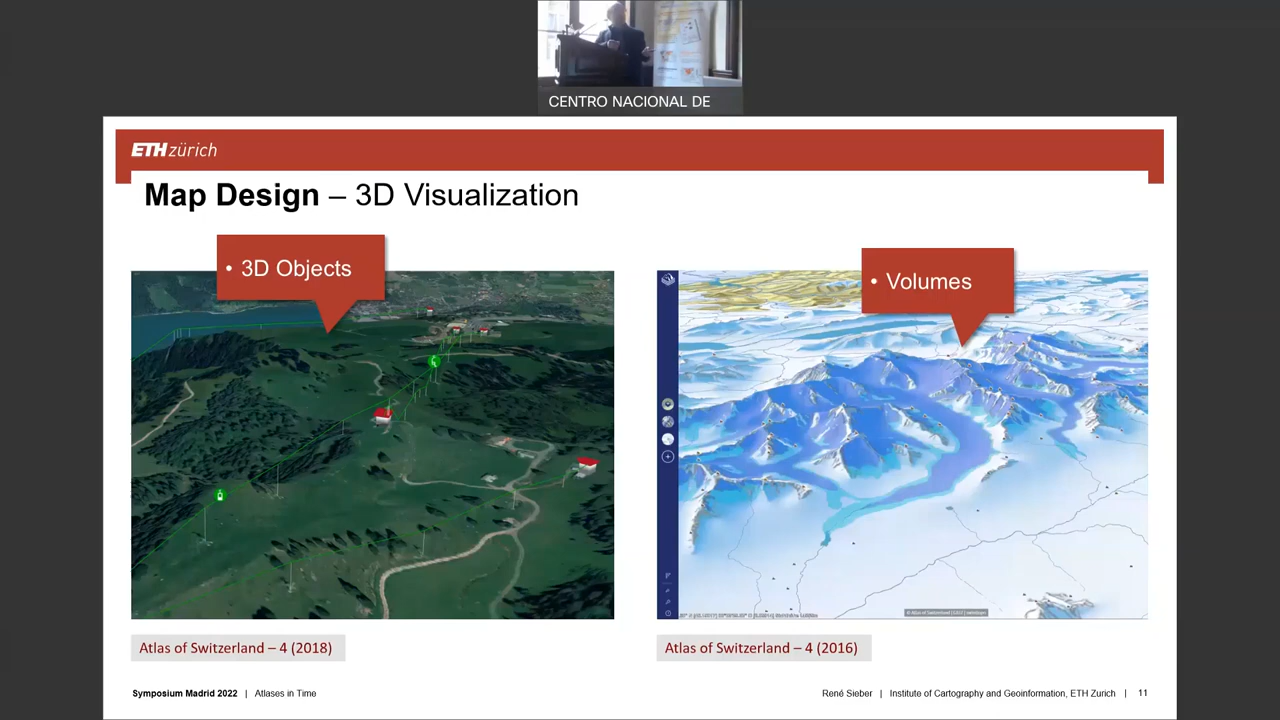 CENTRO NACIONAL DE
ETH zürich
Map Design – 3D Visualization
• 3D Objects
• Volumes
Atlas of Switzerland – 4 (2018)
Atlas of Switzerland – 4 (2016)
Symposium Madrid 2022 | Atlases in Time
René Sieber | Institute of Cartography and Geoinformation, ETH Zurich | 11